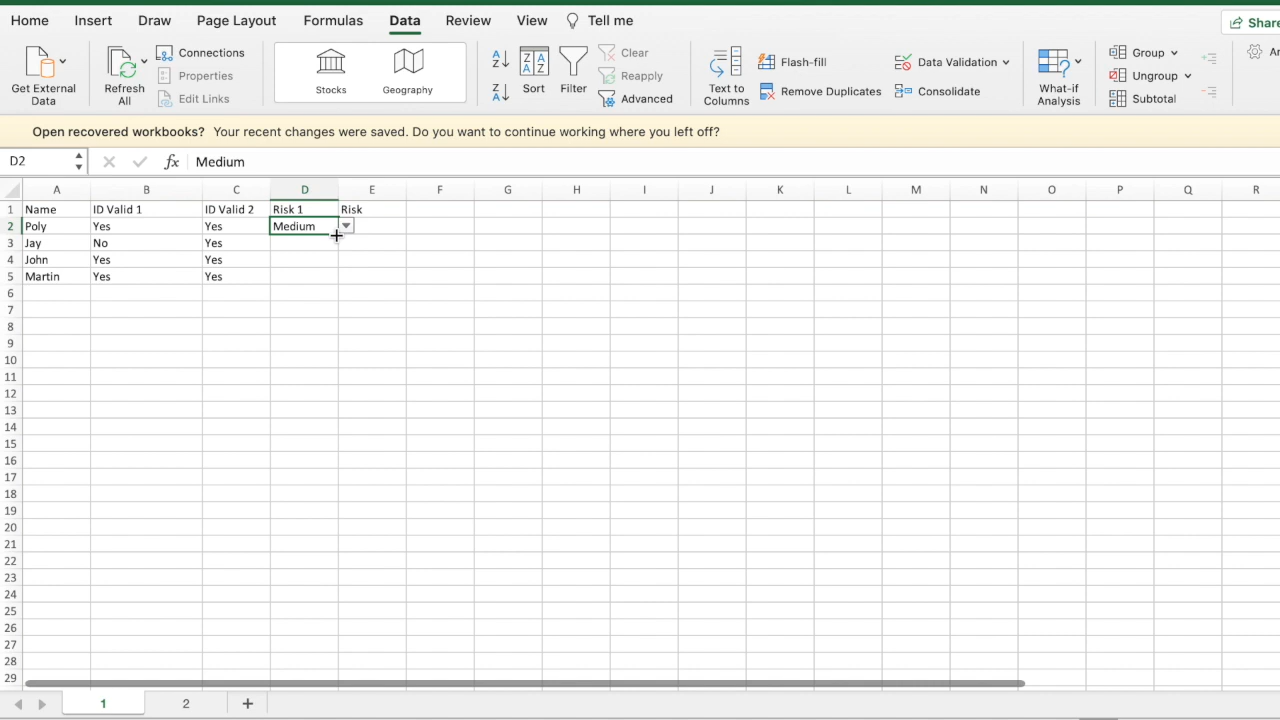 Home Insert Draw Page Layout Formulas Data Review View Tell me Share
Get External Data
Refresh All
Connections
Properties
Edit Links
Stocks Geography
Sort
Filter
Clear
Reapply
Advanced
Text to Columns
Flash-fill
Remove Duplicates
Data Validation
Consolidate
What-if Analysis
Group
Ungroup
Subtotal
Open recovered workbooks? Your recent changes were saved. Do you want to continue working where you left off?
D2 fx Medium
A B C D E F G H I J K L M N O P Q R
1 Name ID Valid 1 ID Valid 2 Risk 1 Risk
2 Poly Yes Yes Medium
3 Jay No Yes
4 John Yes Yes
5 Martin Yes Yes
6
7
8
9
10
11
12
13
14
15
16
17
18
19
20
21
22
23
24
25
26
27
28
29
1 2